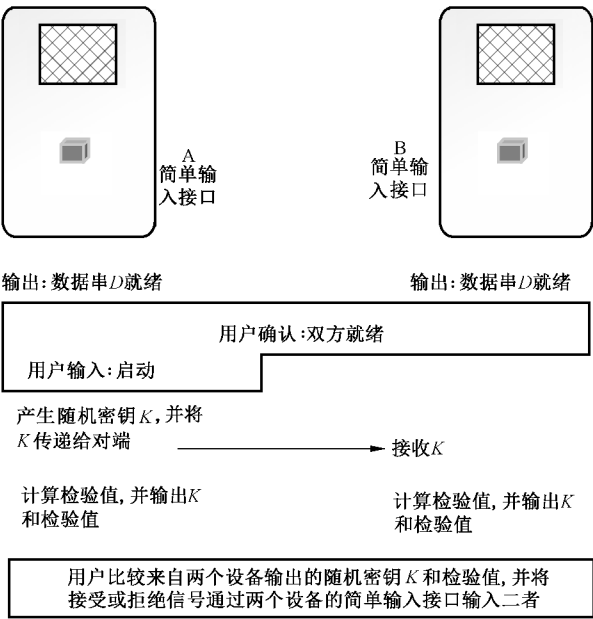 A
简单输
入接口
B
简单输
入接口
输出:数据串D就绪
输出:数据串D就绪
用户确认:双方就绪
用户输入:启动
产生随机密钥K,并将
K传递给对端
接收K
计算检验值,并输出K
和检验值
计算检验值,并输出K
和检验值
用户比较来自两个设备输出的随机密钥K和检验值,并将
接受或拒绝信号通过两个设备的简单输入接口输入二者